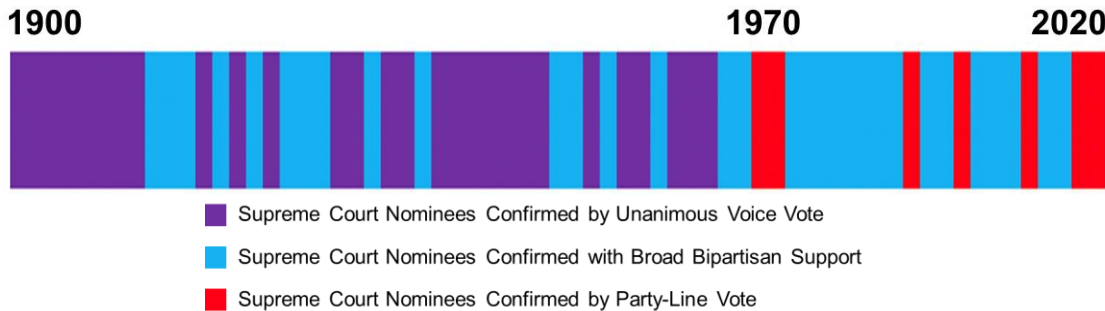 1900 1970 2020
Supreme Court Nominees Confirmed by Unanimous Voice Vote
Supreme Court Nominees Confirmed with Broad Bipartisan Support
Supreme Court Nominees Confirmed by Party-Line Vote